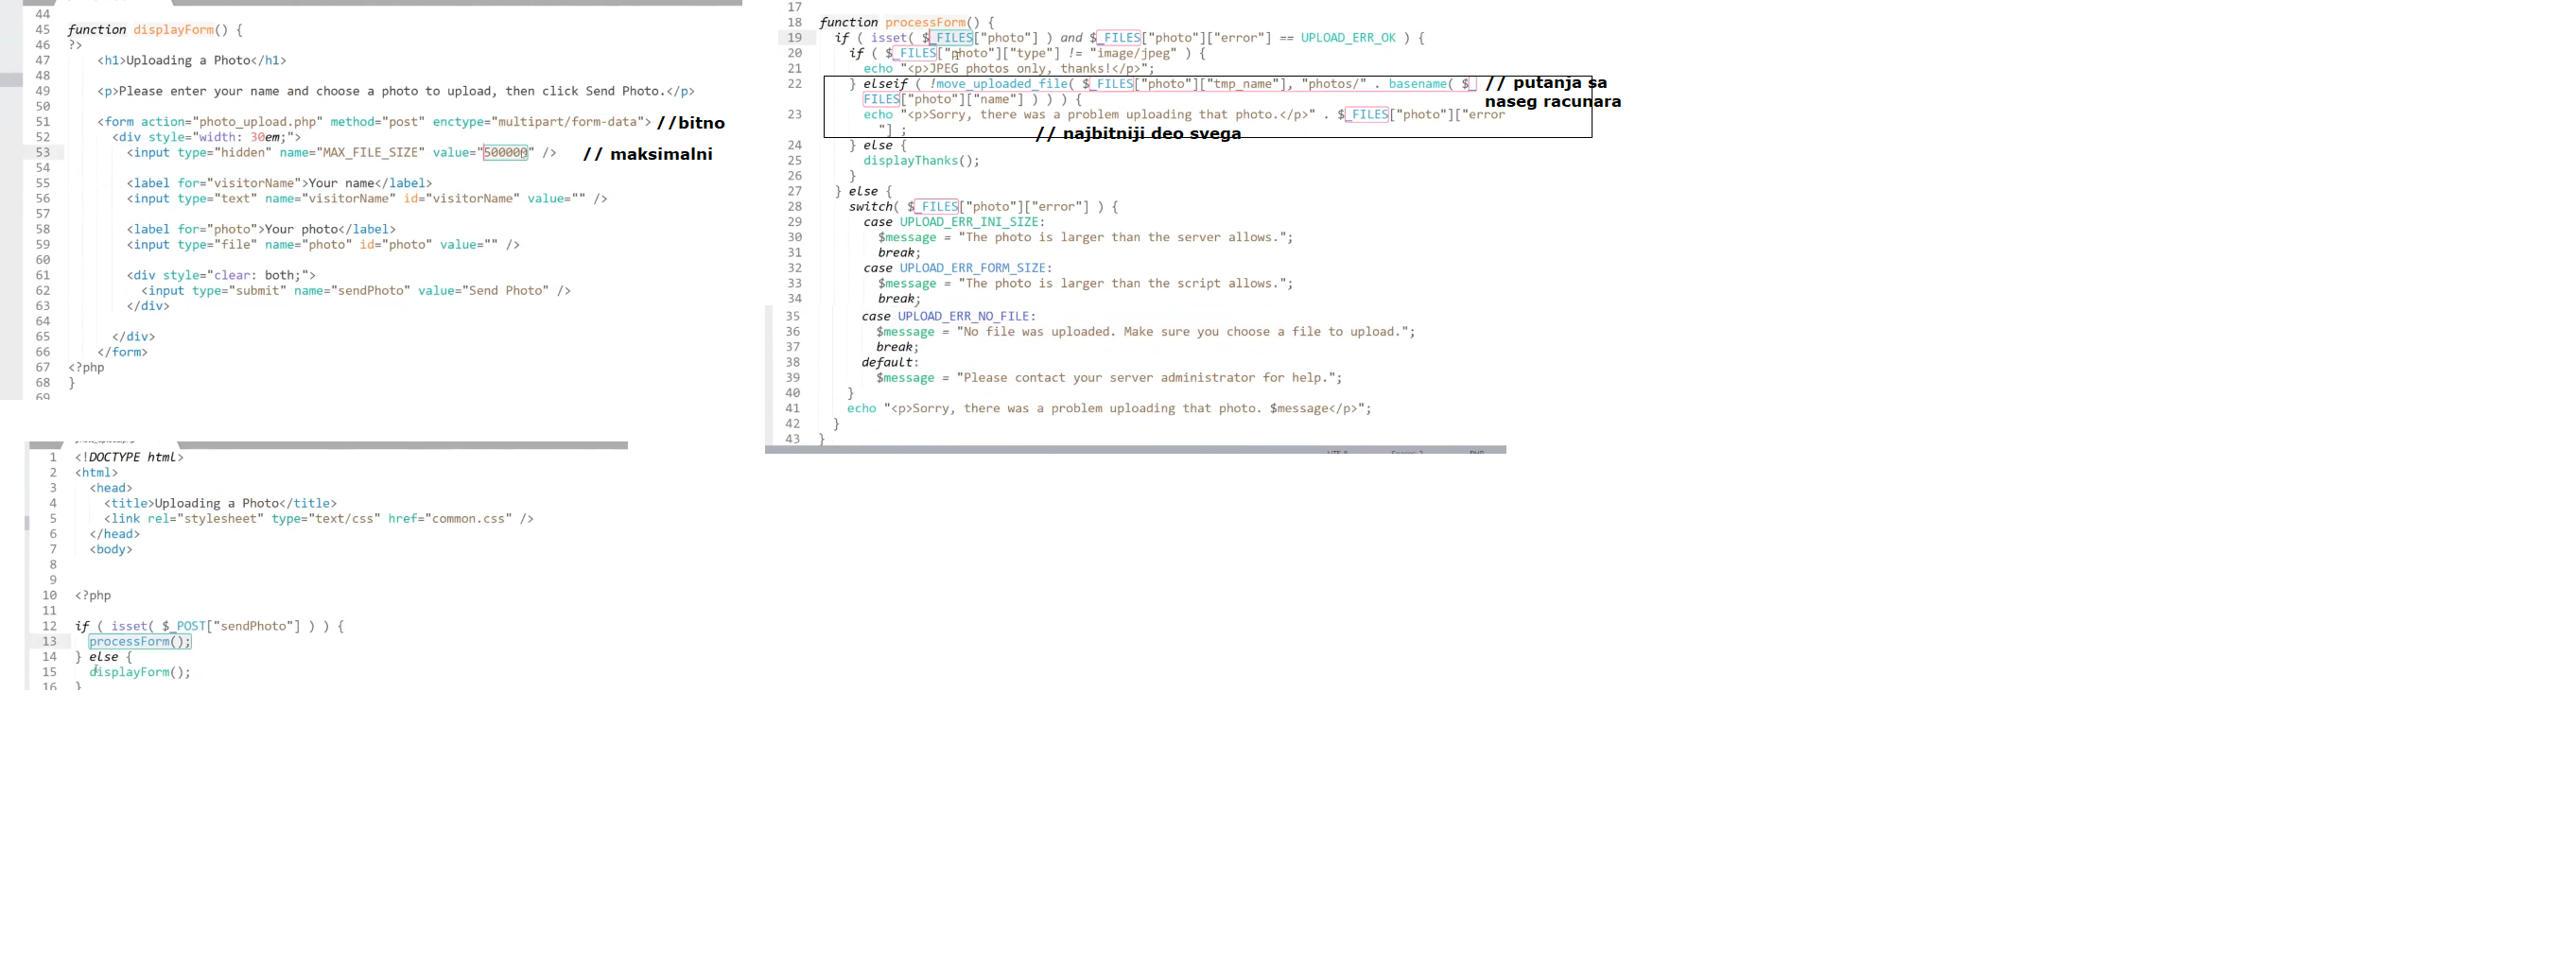 44
45 function displayForm() {
46 ?>
47 <h1>Uploading a Photo</h1>
48
49 <p>Please enter your name and choose a photo to upload, then click Send Photo.</p>
50
51 <form action="photo_upload.php" method="post" enctype="multipart/form-data"> //bitno
52 <div style="width: 30em;">
53 <input type="hidden" name="MAX_FILE_SIZE" value="500000" /> // maksimalni
54
55 <label for="visitorName">Your name</label>
56 <input type="text" name="visitorName" id="visitorName" value="" />
57
58 <label for="photo">Your photo</label>
59 <input type="file" name="photo" id="photo" value="" />
60
61 <div style="clear: both;">
62 <input type="submit" name="sendPhoto" value="Send Photo" />
63 </div>
64
65 </div>
66 </form>
67 <?php
68 }
69
17
18 function processForm() {
19 if ( isset( $_FILES["photo"] ) and $_FILES["photo"]["error"] == UPLOAD_ERR_OK ) {
20 if ( $_FILES["photo"]["type"] != "image/jpeg" ) {
21 echo "<p>JPEG photos only, thanks!</p>";
22 } elseif ( !move_uploaded_file( $_FILES["photo"]["tmp_name"], "photos/" . basename( $_ // putanja sa
FILES["photo"]["name"] ) ) ) { naseg racunara
23 echo "<p>Sorry, there was a problem uploading that photo.</p>" . $_FILES["photo"]["error
"] ; // najbitniji deo svega
24 } else {
25 displayThanks();
26 }
27 } else {
28 switch( $_FILES["photo"]["error"] ) {
29 case UPLOAD_ERR_INI_SIZE:
30 $message = "The photo is larger than the server allows.";
31 break;
32 case UPLOAD_ERR_FORM_SIZE:
33 $message = "The photo is larger than the script allows.";
34 break;
35 case UPLOAD_ERR_NO_FILE:
36 $message = "No file was uploaded. Make sure you choose a file to upload.";
37 break;
38 default:
39 $message = "Please contact your server administrator for help.";
40 }
41 echo "<p>Sorry, there was a problem uploading that photo. $message</p>";
42 }
43 }
1 <!DOCTYPE html>
2 <html>
3 <head>
4 <title>Uploading a Photo</title>
5 <link rel="stylesheet" type="text/css" href="common.css" />
6 </head>
7 <body>
8
9
10 <?php
11
12 if ( isset( $_POST["sendPhoto"] ) ) {
13 processForm();
14 } else {
15 displayForm();
16 }